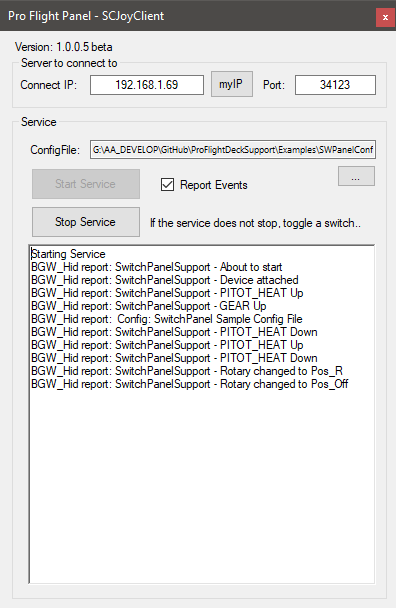 Pro Flight Panel - SCJoyClient
x
Version: 1.0.0.5 beta
Server to connect to
Connect IP: 192.168.1.69 myIP Port: 34123
Service
ConfigFile: G:\AA_DEVELOP\GitHub\ProFlightDeckSupport\Examples\SWPanelConf
...
Start Service Report Events
Stop Service If the service does not stop, toggle a switch..
Starting Service
BGW_Hid report: SwitchPanelSupport - About to start
BGW_Hid report: SwitchPanelSupport - Device attached
BGW_Hid report: SwitchPanelSupport - PITOT_HEAT Up
BGW_Hid report: SwitchPanelSupport - GEAR Up
BGW_Hid report:  Config: SwitchPanel Sample Config File
BGW_Hid report: SwitchPanelSupport - PITOT_HEAT Down
BGW_Hid report: SwitchPanelSupport - PITOT_HEAT Up
BGW_Hid report: SwitchPanelSupport - PITOT_HEAT Down
BGW_Hid report: SwitchPanelSupport - Rotary changed to Pos_R
BGW_Hid report: SwitchPanelSupport - Rotary changed to Pos_Off